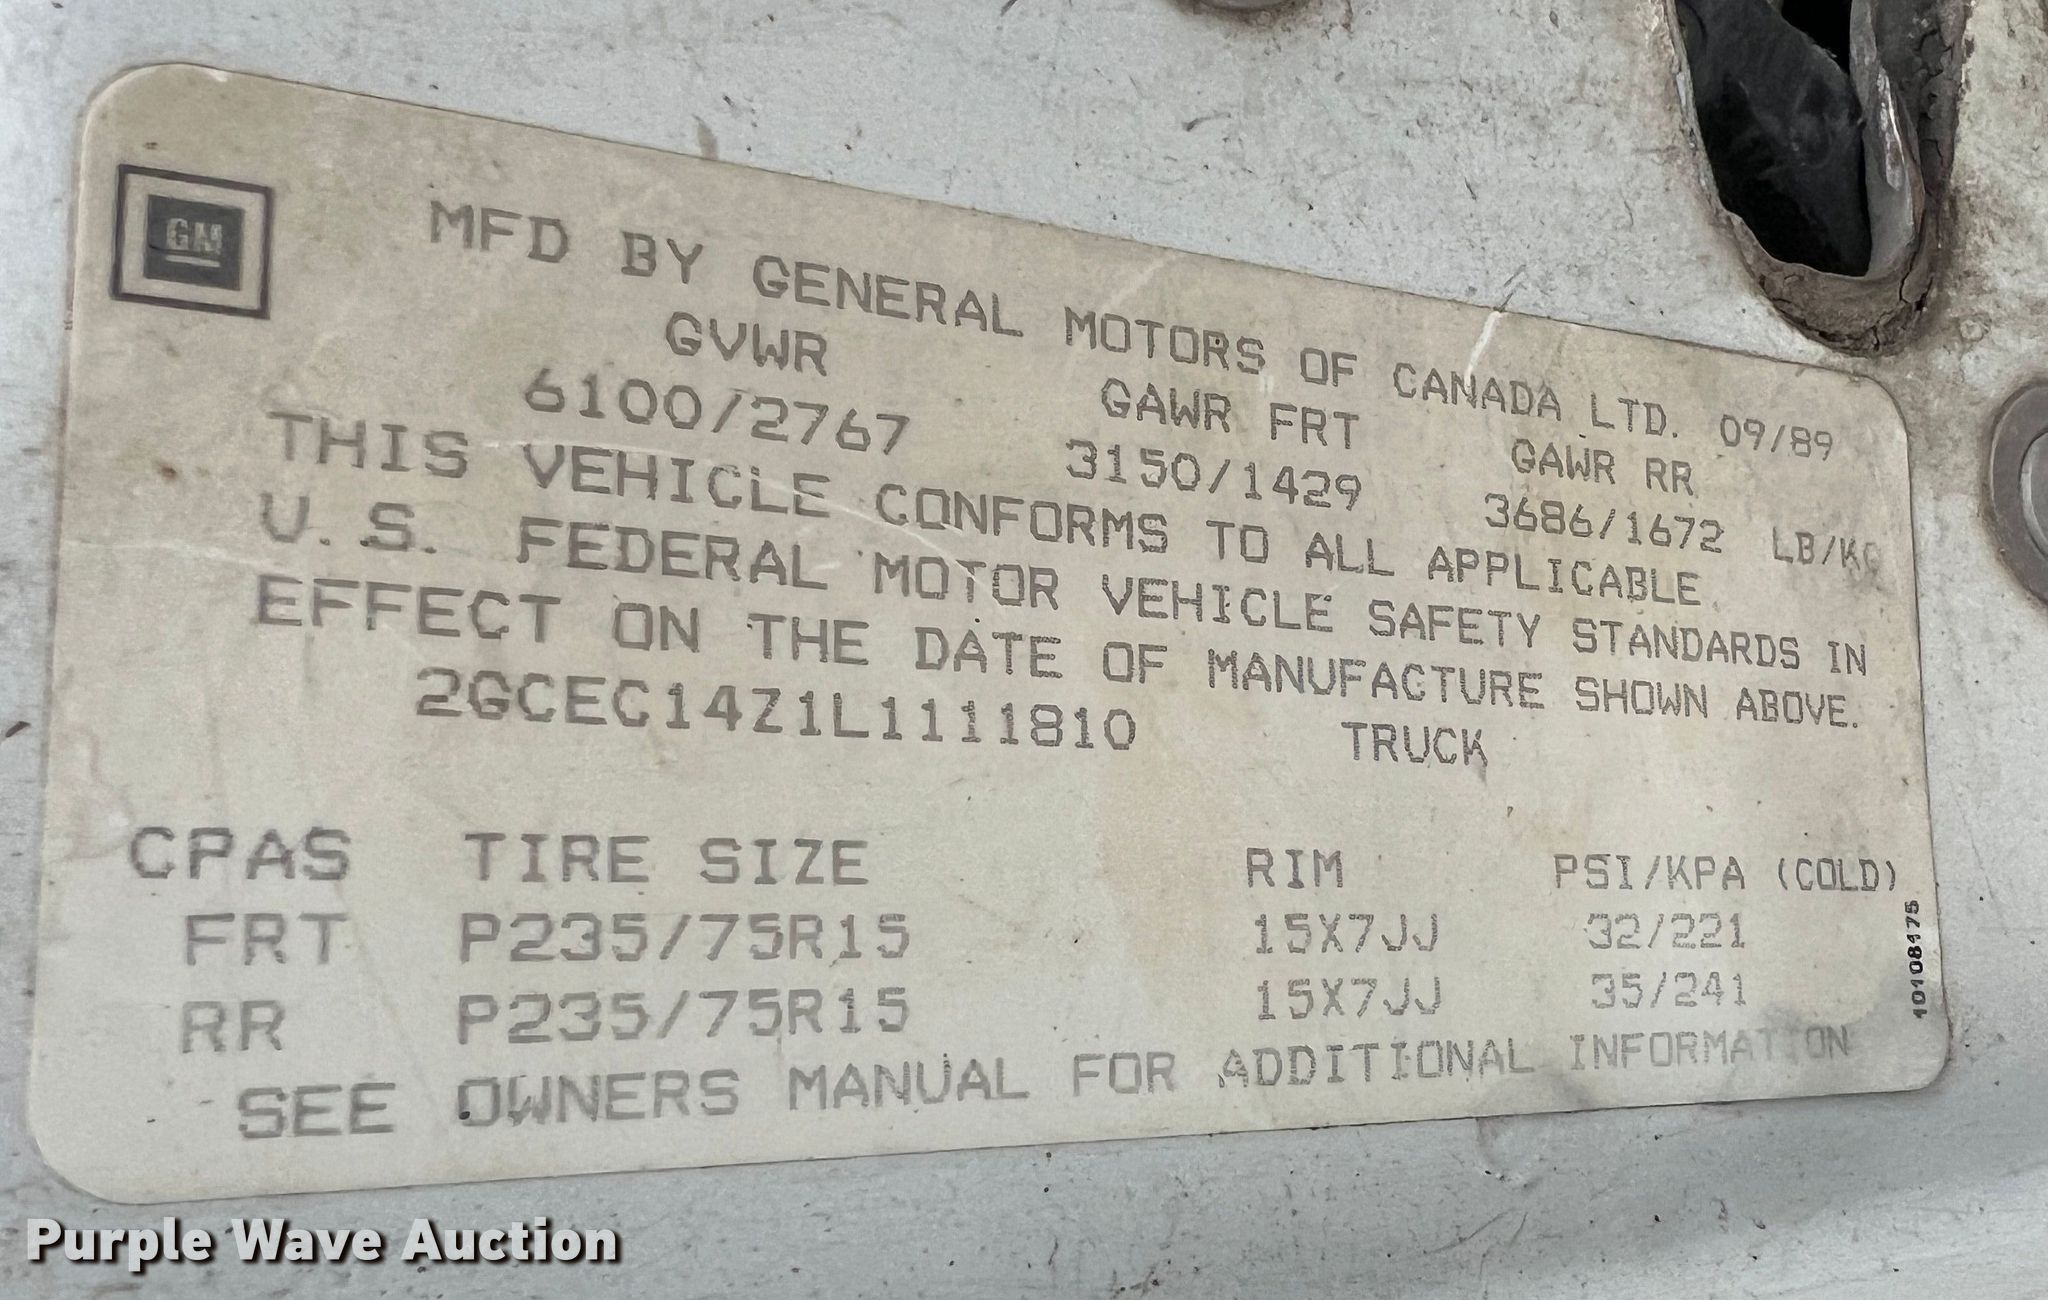 GM
MFD BY GENERAL MOTORS OF CANADA LTD. 09/89
GVWR GAWR FRT GAWR RR
6100/2767 3150/1429 3686/1672 LB/KG
THIS VEHICLE CONFORMS TO ALL APPLICABLE
U.S. FEDERAL MOTOR VEHICLE SAFETY STANDARDS IN
EFFECT ON THE DATE OF MANUFACTURE SHOWN ABOVE.
2GCEC14Z1L1111810 TRUCK
CPAS TIRE SIZE RIM PSI/KPA (COLD)
FRT P235/75R15 15X7JJ 32/221
RR P235/75R15 15X7JJ 35/241
SEE OWNERS MANUAL FOR ADDITIONAL INFORMATION
10108175
Purple Wave Auction